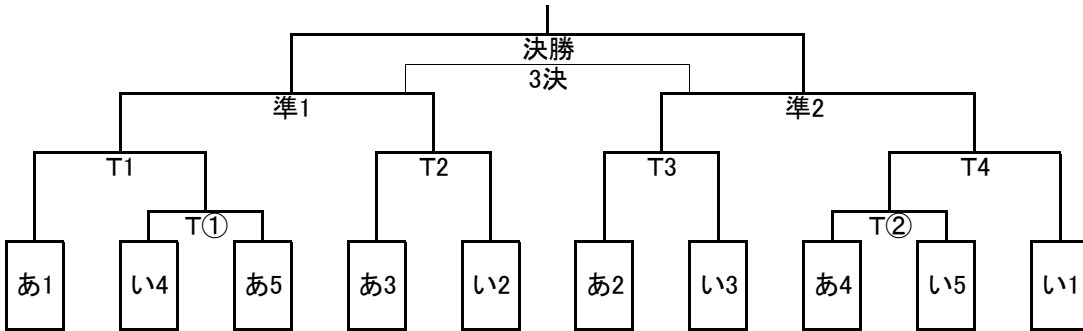 決勝
3決
準1 準2
T1 T2 T3 T4
T① T②
あ1 い4 あ5 あ3 い2 あ2 い3 あ4 い5 い1